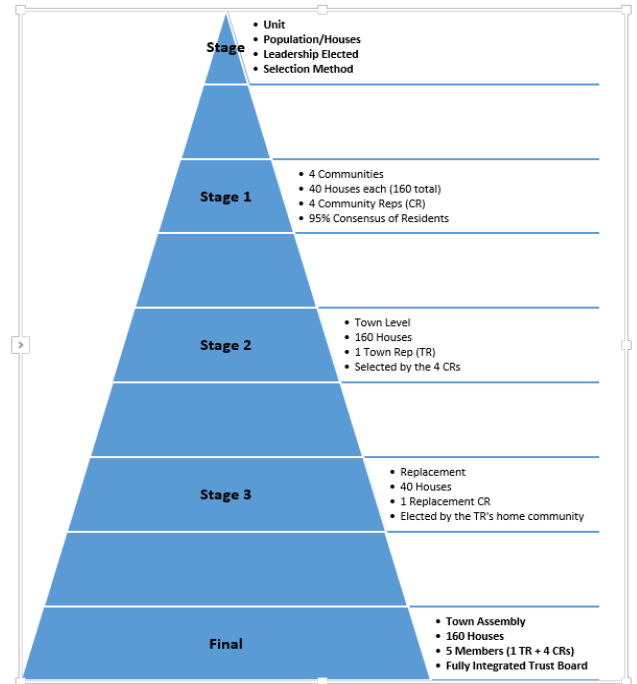 Stage
• Unit
• Population/Houses
• Leadership Elected
• Selection Method
Stage 1
• 4 Communities
• 40 Houses each (160 total)
• 4 Community Reps (CR)
• 95% Consensus of Residents
Stage 2
• Town Level
• 160 Houses
• 1 Town Rep (TR)
• Selected by the 4 CRs
Stage 3
• Replacement
• 40 Houses
• 1 Replacement CR
• Elected by the TR's home community
Final
• Town Assembly
• 160 Houses
• 5 Members (1 TR + 4 CRs)
• Fully Integrated Trust Board